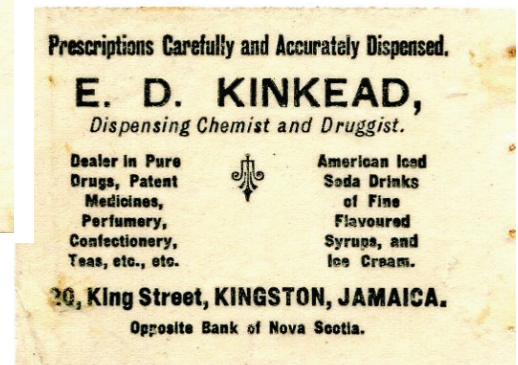 Prescriptions Carefully and Accurately Dispensed.
E. D. KINKEAD,
Dispensing Chemist and Druggist.
Dealer in Pure
Drugs, Patent
Medicines,
Perfumery,
Confectionery,
Teas, etc., etc.
American Iced
Soda Drinks
of Fine
Flavoured
Syrups, and
Ice Cream.
20, King Street, KINGSTON, JAMAICA.
Opposite Bank of Nova Scotia.